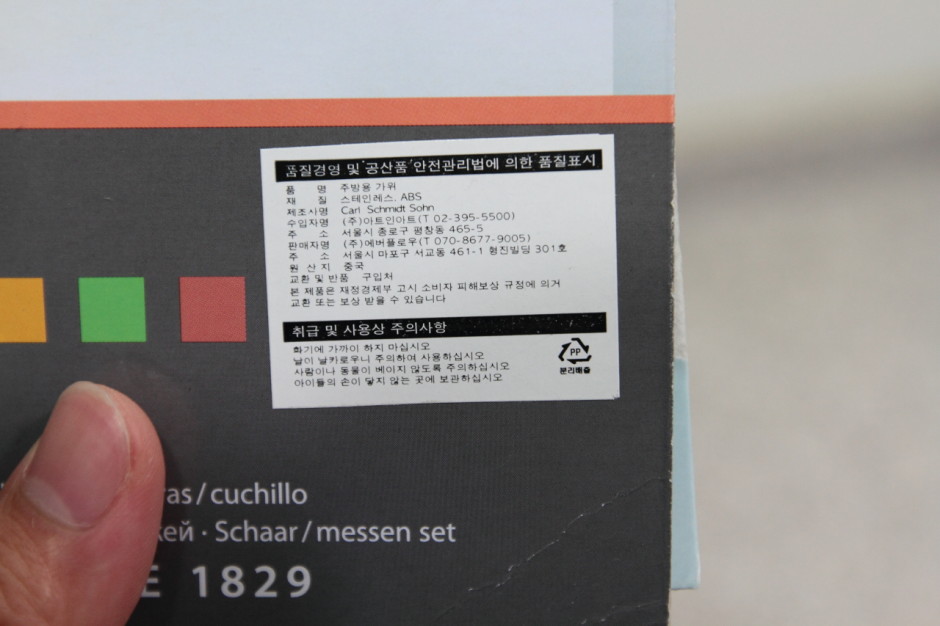 품질경영 및 '공산품' 안전관리법에 의한 품질표시
품 명 주방용 가위
재 질 스테인레스, ABS
제조사명 Carl Schmidt Sohn
수입자명 (주)아트인아트(T 02-395-5500)
주 소 서울시 종로구 평창동 465-5
판매자명 (주)에버플로우(T 070-8677-9005)
주 소 서울시 마포구 서교동 461-1 형진빌딩 301호
원 산 지 중국
교환 및 반품 구입처
본 제품은 재정경제부 고시 소비자 피해보상 규정에 의거
교환 또는 보상 받을 수 있습니다
취급 및 사용상 주의사항
화기에 가까이 하지 마십시오
날이 날카로우니 주의하여 사용하십시오
사람이나 동물이 베이지 않도록 주의하십시오
아이들의 손이 닿지 않는 곳에 보관하십시오
PP
분리배출
ras / cuchillo
кей · Schaar / messen set
E 1829